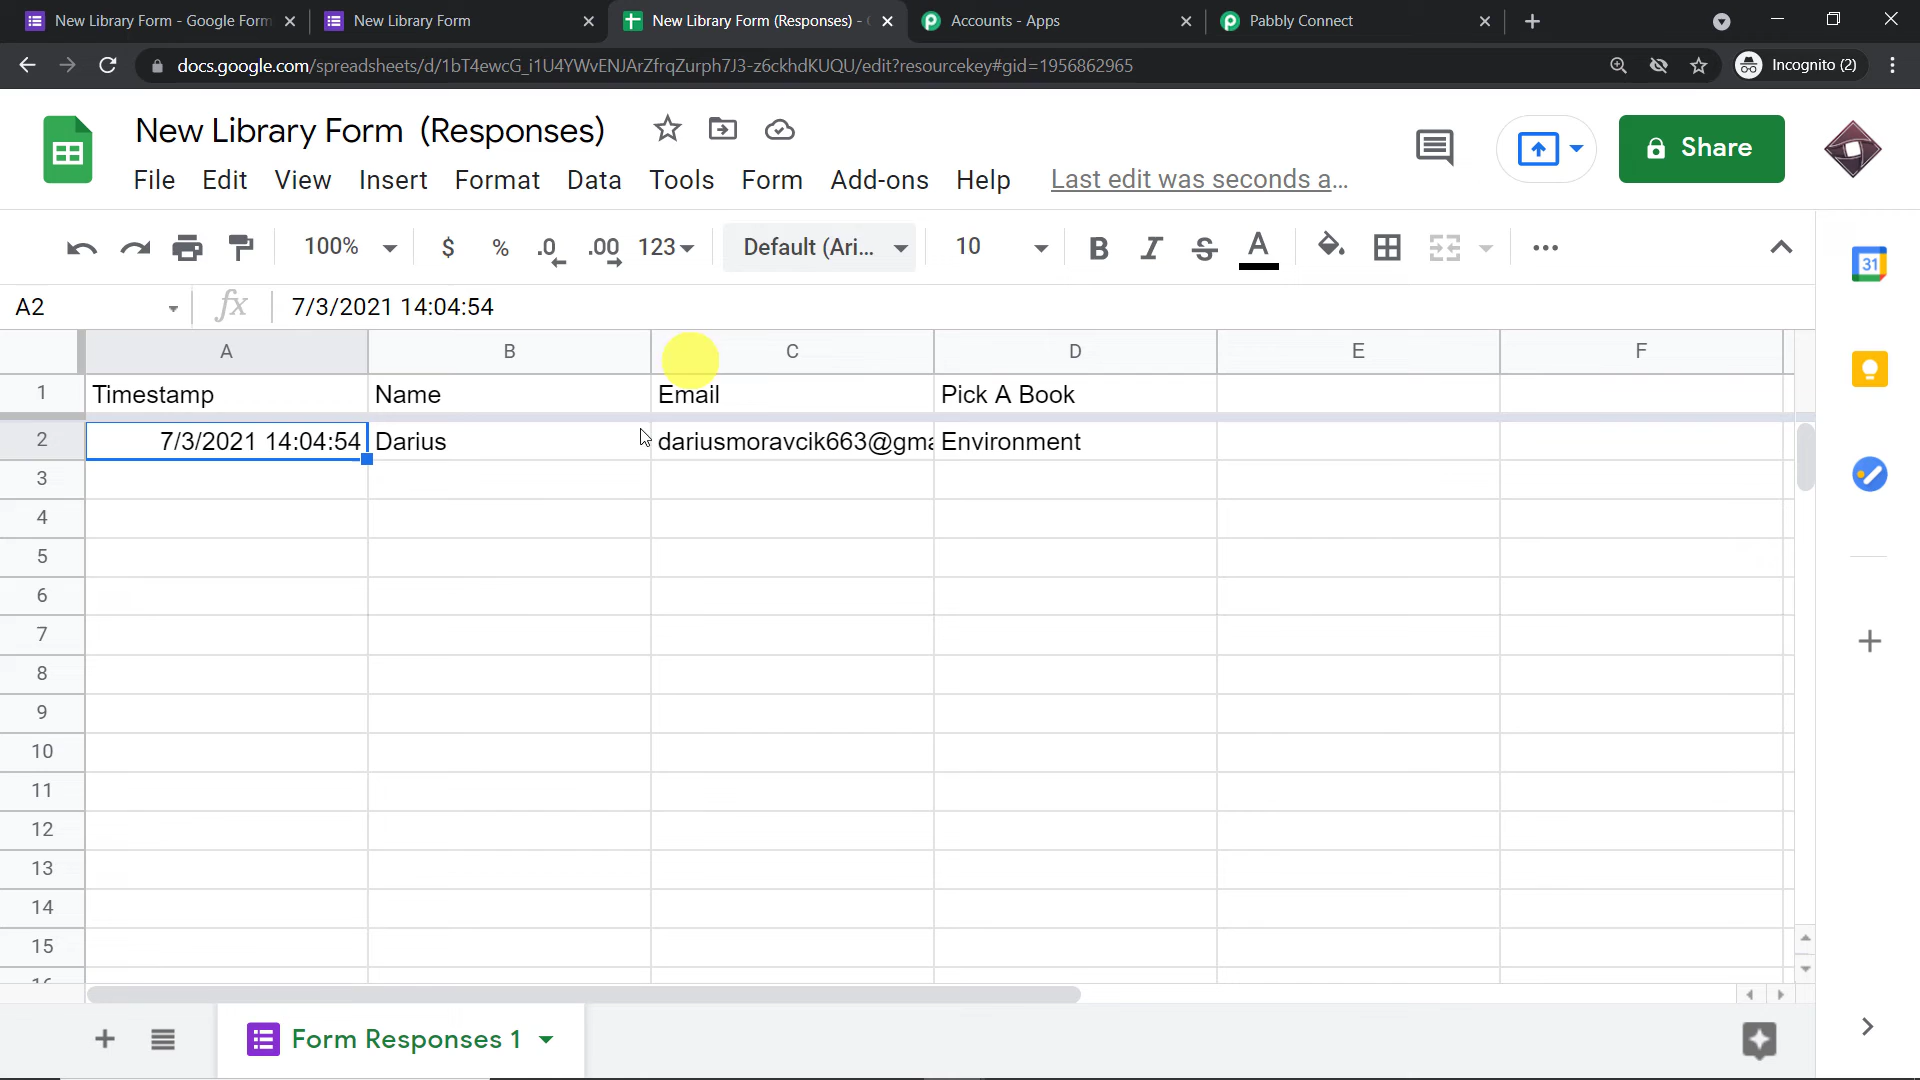 New Library Form - Google Form
New Library Form
New Library Form (Responses) -
Accounts - Apps
Pabbly Connect
docs.google.com/spreadsheets/d/1bT4ewcG_i1U4YWvENJArZfrqZurph7J3-z6ckhdKUQU/edit?resourcekey#gid=1956862965
Incognito (2)
New Library Form (Responses)
File Edit View Insert Format Data Tools Form Add-ons Help Last edit was seconds a...
Share
100% $ % .0 .00 123 Default (Ari... 10 B I S A
31
A2 fx 7/3/2021 14:04:54
A B C D E F
1 Timestamp Name Email Pick A Book
2 7/3/2021 14:04:54 Darius dariusmoravcik663@gma Environment
3
4
5
6
7
8
9
10
11
12
13
14
15
16
Form Responses 1